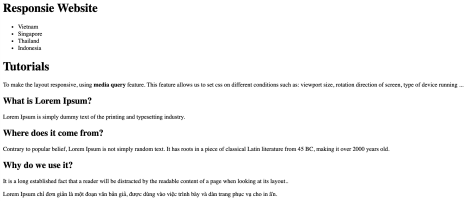 Responsie Website
Vietnam
Singapore
Thailand
Indonesia
Tutorials
To make the layout responsive, using media query feature. This feature allows us to set css on different conditions such as: viewport size, rotation direction of screen, type of device running ...
What is Lorem Ipsum?
Lorem Ipsum is simply dummy text of the printing and typesetting industry.
Where does it come from?
Contrary to popular belief, Lorem Ipsum is not simply random text. It has roots in a piece of classical Latin literature from 45 BC, making it over 2000 years old.
Why do we use it?
It is a long established fact that a reader will be distracted by the readable content of a page when looking at its layout..
Lorem Ipsum chỉ đơn giản là một đoạn văn bản giả, được dùng vào việc trình bày và dàn trang phục vụ cho in ấn.